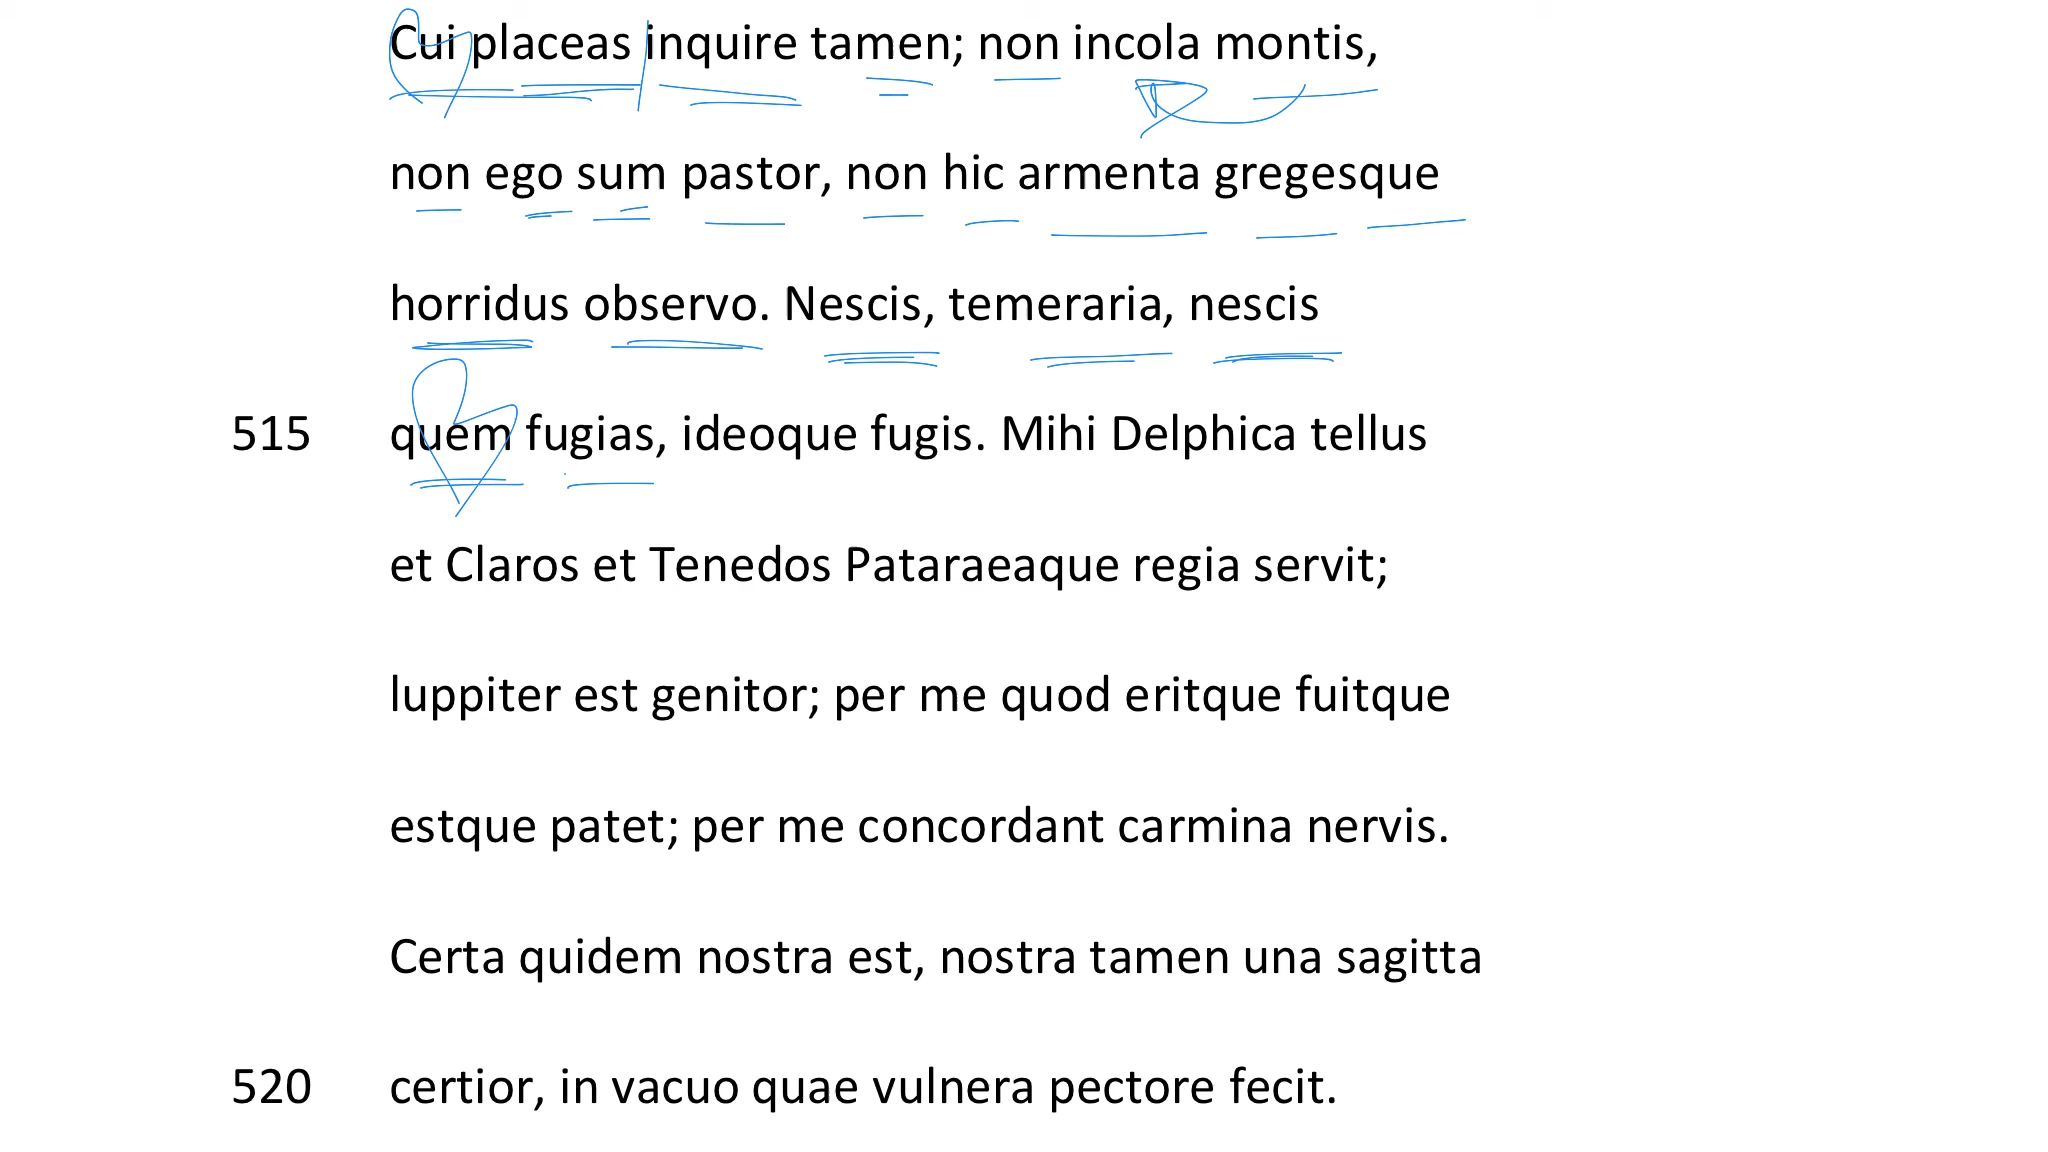 Cui placeas inquire tamen; non incola montis,
non ego sum pastor, non hic armenta gregesque
horridus observo. Nescis, temeraria, nescis
515 quem fugias, ideoque fugis. Mihi Delphica tellus
et Claros et Tenedos Pataraeaque regia servit;
Iuppiter est genitor; per me quod eritque fuitque
estque patet; per me concordant carmina nervis.
Certa quidem nostra est, nostra tamen una sagitta
520 certior, in vacuo quae vulnera pectore fecit.